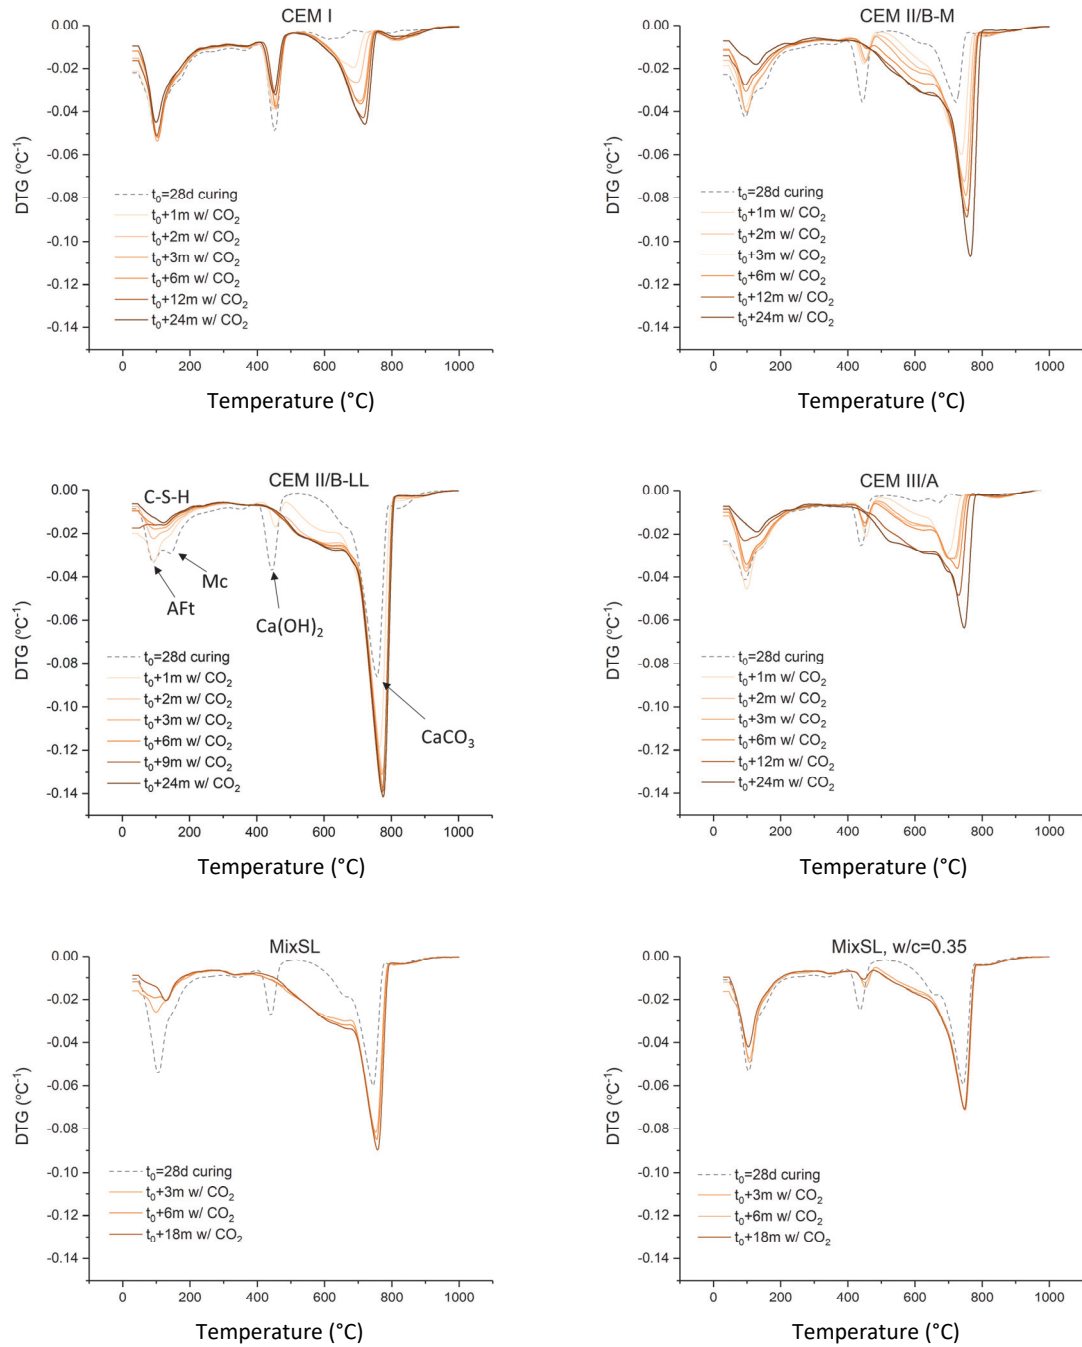 CEM I
0.00
-0.02
-0.04
-0.06
-0.08
-0.10
-0.12
-0.14
DTG (°C-1)
t0=28d curing
t0+1m w/ CO2
t0+2m w/ CO2
t0+3m w/ CO2
t0+6m w/ CO2
t0+12m w/ CO2
t0+24m w/ CO2
0 200 400 600 800 1000
Temperature (°C)
CEM II/B-M
0.00
-0.02
-0.04
-0.06
-0.08
-0.10
-0.12
-0.14
DTG (°C-1)
t0=28d curing
t0+1m w/ CO2
t0+2m w/ CO2
t0+3m w/ CO2
t0+6m w/ CO2
t0+12m w/ CO2
t0+24m w/ CO2
0 200 400 600 800 1000
Temperature (°C)
CEM II/B-LL
0.00
-0.02
-0.04
-0.06
-0.08
-0.10
-0.12
-0.14
DTG (°C-1)
C-S-H
Mc
AFt
Ca(OH)2
CaCO3
t0=28d curing
t0+1m w/ CO2
t0+2m w/ CO2
t0+3m w/ CO2
t0+6m w/ CO2
t0+9m w/ CO2
t0+24m w/ CO2
0 200 400 600 800 1000
Temperature (°C)
CEM III/A
0.00
-0.02
-0.04
-0.06
-0.08
-0.10
-0.12
-0.14
DTG (°C-1)
t0=28d curing
t0+1m w/ CO2
t0+2m w/ CO2
t0+3m w/ CO2
t0+6m w/ CO2
t0+12m w/ CO2
t0+24m w/ CO2
0 200 400 600 800 1000
Temperature (°C)
MixSL
0.00
-0.02
-0.04
-0.06
-0.08
-0.10
-0.12
-0.14
DTG (°C-1)
t0=28d curing
t0+3m w/ CO2
t0+6m w/ CO2
t0+18m w/ CO2
0 200 400 600 800 1000
Temperature (°C)
MixSL, w/c=0.35
0.00
-0.02
-0.04
-0.06
-0.08
-0.10
-0.12
-0.14
DTG (°C-1)
t0=28d curing
t0+3m w/ CO2
t0+6m w/ CO2
t0+18m w/ CO2
0 200 400 600 800 1000
Temperature (°C)